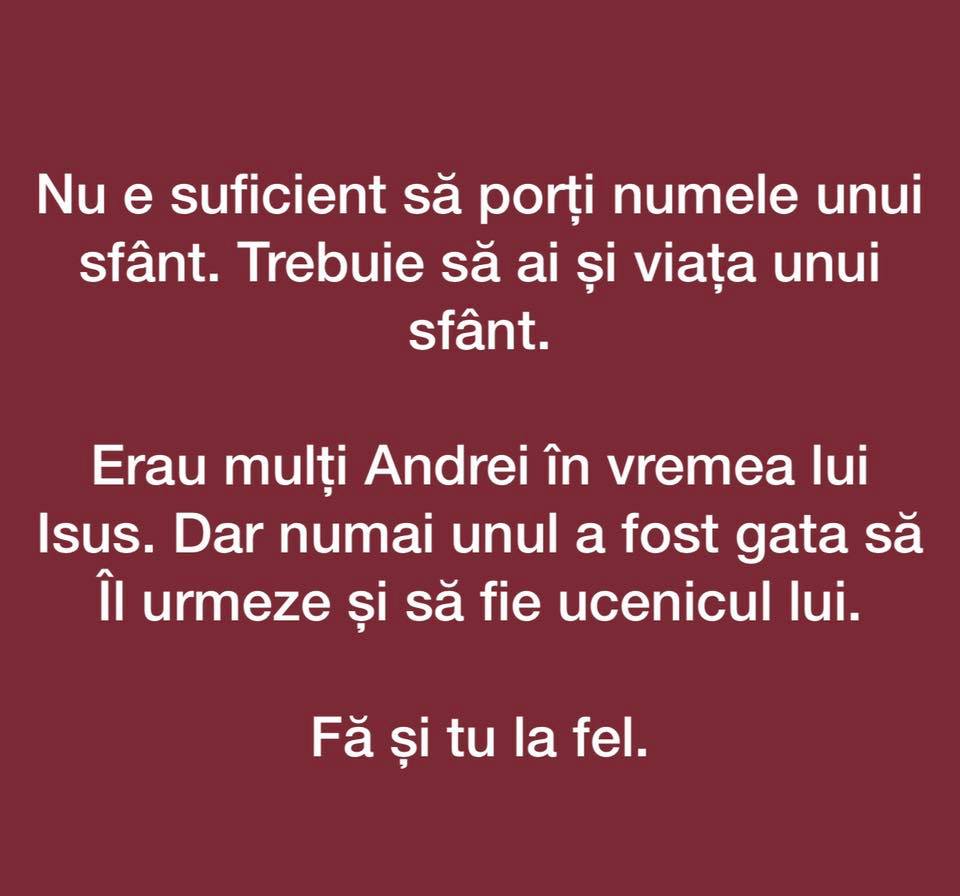 Nu e suficient să porți numele unui
sfânt. Trebuie să ai și viața unui
sfânt.
Erau mulți Andrei în vremea lui
Isus. Dar numai unul a fost gata să
Îl urmeze și să fie ucenicul lui.
Fă și tu la fel.